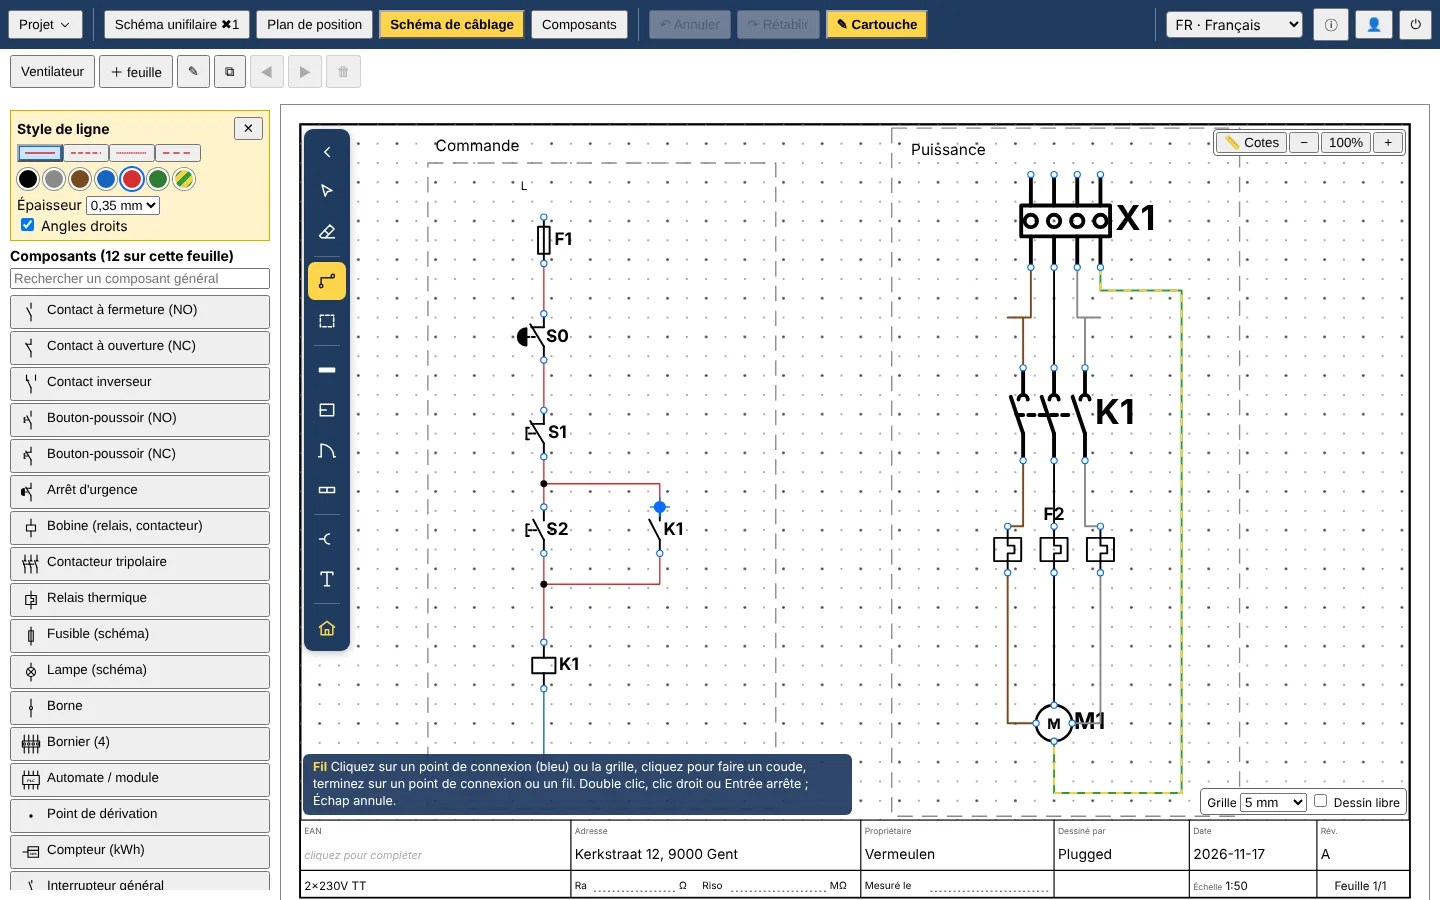 Projet
Schéma unifilaire ✖1
Plan de position
Schéma de câblage
Composants
↶ Annuler
↷ Rétablir
✎ Cartouche
FR · Français
Ventilateur
+ feuille
Style de ligne
Épaisseur 0,35 mm
Angles droits
Composants (12 sur cette feuille)
Rechercher un composant général
Contact à fermeture (NO)
Contact à ouverture (NC)
Contact inverseur
Bouton-poussoir (NO)
Bouton-poussoir (NC)
Arrêt d'urgence
Bobine (relais, contacteur)
Contacteur tripolaire
Relais thermique
Fusible (schéma)
Lampe (schéma)
Borne
Bornier (4)
Automate / module
Point de dérivation
Compteur (kWh)
Interrupteur général
Commande
L
F1
S0
S1
S2
K1
K1
Puissance
X1
K1
F2
M
M1
Cotes
−
100%
+
Fil Cliquez sur un point de connexion (bleu) ou la grille, cliquez pour faire un coude,
terminez sur un point de connexion ou un fil. Double clic, clic droit ou Entrée arrête ;
Échap annule.
Grille 5 mm
Dessin libre
EAN
cliquez pour compléter
Adresse
Kerkstraat 12, 9000 Gent
Propriétaire
Vermeulen
Dessiné par
Plugged
Date
2026-11-17
Rév.
A
2×230V TT
Ra Ω Riso MΩ
Mesuré le
Échelle 1:50
Feuille 1/1